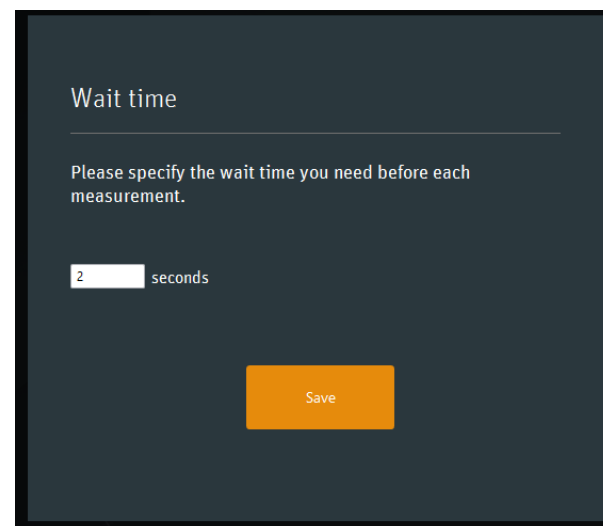 Wait time
Please specify the wait time you need before each
measurement.
2 seconds
Save